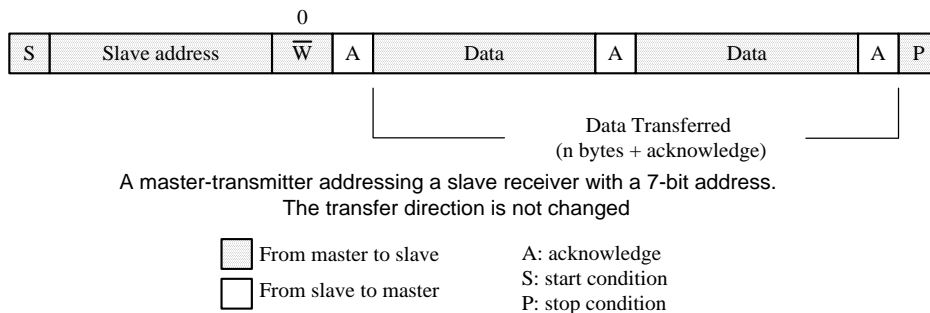 0
S Slave address W̅ A Data A Data A P
Data Transferred
(n bytes + acknowledge)
A master-transmitter addressing a slave receiver with a 7-bit address.
The transfer direction is not changed
From master to slave
From slave to master
A: acknowledge
S: start condition
P: stop condition